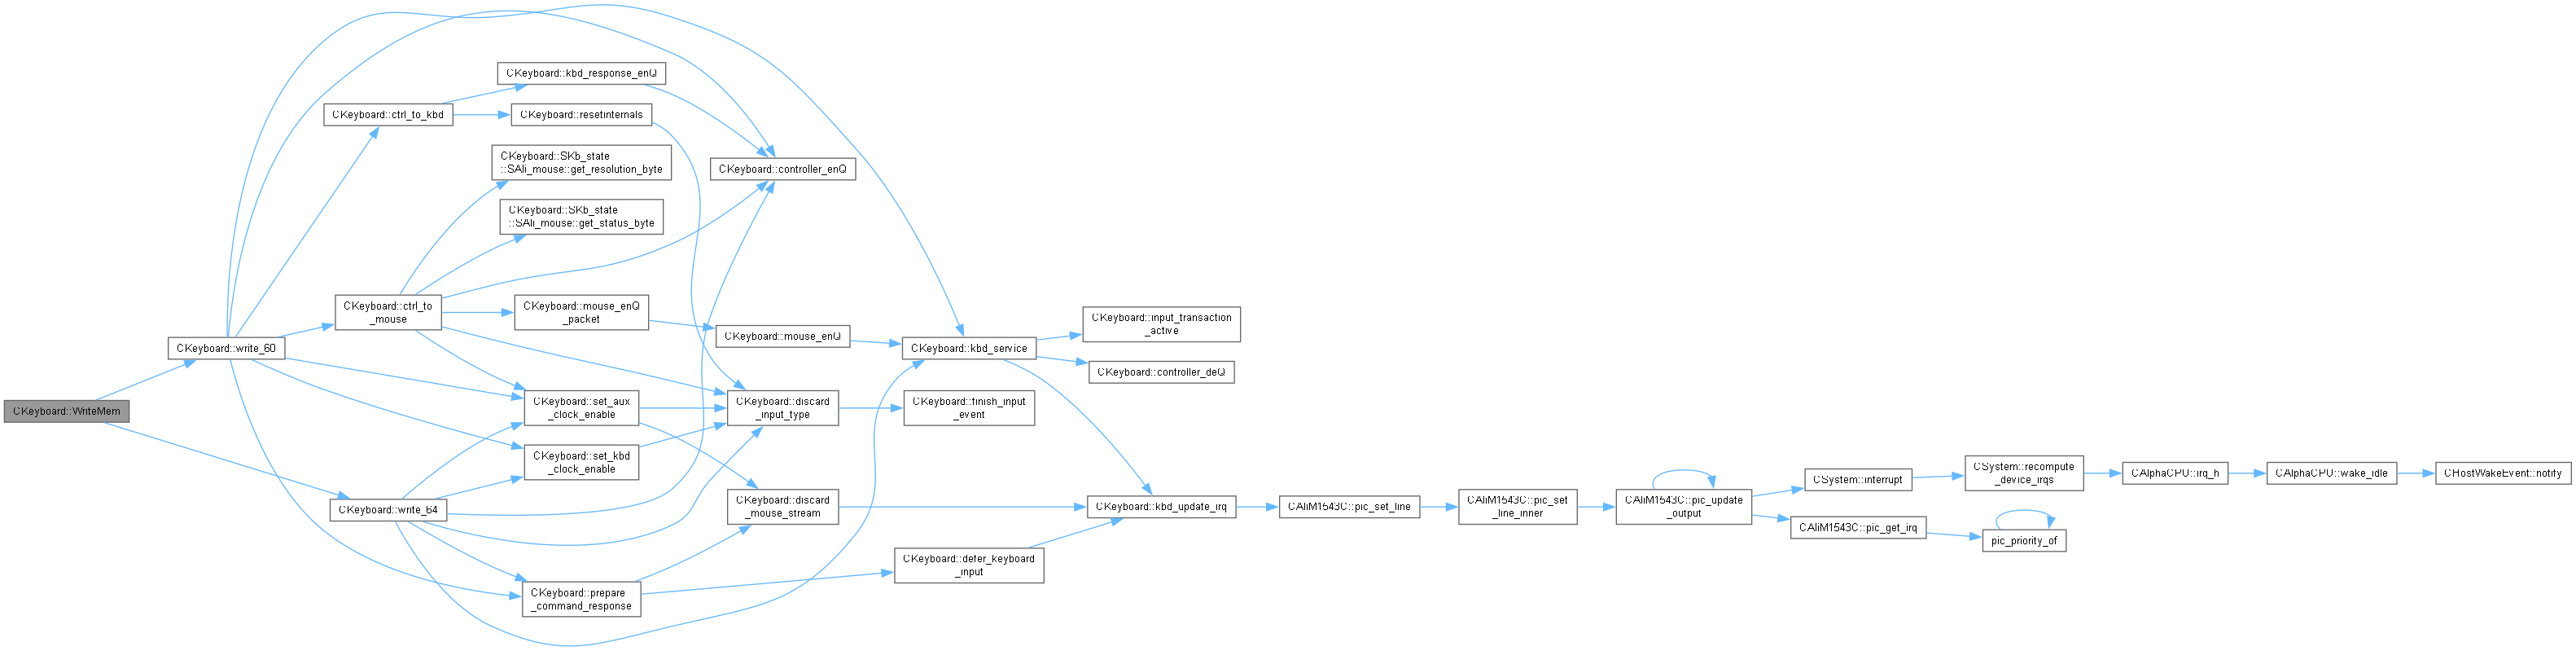 CKeyboard::WriteMem
CKeyboard::write_60
CKeyboard::write_64
CKeyboard::ctrl_to_kbd
CKeyboard::ctrl_to
_mouse
CKeyboard::kbd_response_enQ
CKeyboard::resetinternals
CKeyboard::SKb_state
::SAli_mouse::get_resolution_byte
CKeyboard::SKb_state
::SAli_mouse::get_status_byte
CKeyboard::mouse_enQ
_packet
CKeyboard::set_aux
_clock_enable
CKeyboard::set_kbd
_clock_enable
CKeyboard::prepare
_command_response
CKeyboard::controller_enQ
CKeyboard::mouse_enQ
CKeyboard::discard
_input_type
CKeyboard::discard
_mouse_stream
CKeyboard::kbd_service
CKeyboard::finish_input
_event
CKeyboard::defer_keyboard
_input
CKeyboard::input_transaction
_active
CKeyboard::controller_deQ
CKeyboard::kbd_update_irq
CAliM1543C::pic_set_line
CAliM1543C::pic_set
_line_inner
CAliM1543C::pic_update
_output
CSystem::interrupt
CAliM1543C::pic_get_irq
CSystem::recompute
_device_irqs
pic_priority_of
CAlphaCPU::irq_h
CAlphaCPU::wake_idle
CHostWakeEvent::notify